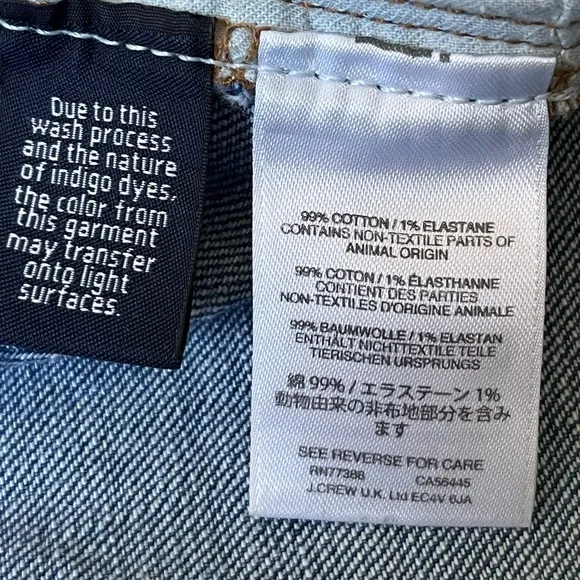 Due to this
wash process
and the nature
of indigo dyes,
the color from
this garment
may transfer
onto light
surfaces.
99% COTTON / 1% ELASTANE
CONTAINS NON-TEXTILE PARTS OF
ANIMAL ORIGIN
99% COTON / 1% ÉLASTHANNE
CONTIENT DES PARTIES
NON-TEXTILES D'ORIGINE ANIMALE
99% BAUMWOLLE / 1% ELASTAN
ENTHÄLT NICHTTEXTILE TEILE
TIERISCHEN URSPRUNGS
綿 99% / エラステーン 1%
動物由来の非布地部分を含み
ます
SEE REVERSE FOR CARE
RN77388 CA56445
J.CREW U.K. Ltd EC4V 6JA